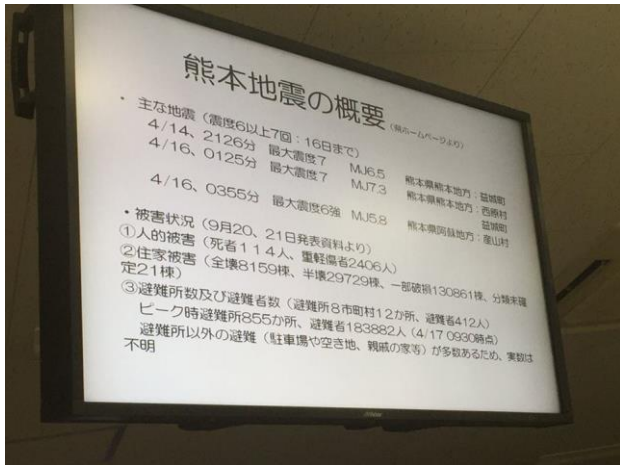 熊本地震の概要(県ホームページより)
・ 主な地震(震度6以上7回:16日まで)
4/14、2126分 最大震度7 MJ6.5 熊本県熊本地方:益城町
4/16、0125分 最大震度7 MJ7.3 熊本県熊本地方:西原村
益城町
4/16、0355分 最大震度6強 MJ5.8 熊本県阿蘇地方:産山村
・被害状況(9月20、21日発表資料より)
①人的被害(死者114人、重軽傷者2406人)
②住家被害(全壊8159棟、半壊29729棟、一部破損130861棟、分類未確
定21棟)
③避難所数及び避難者数(避難所8市町村12か所、避難者412人)
ピーク時避難所855か所、避難者183882人(4/17 0930時点)
避難所以外の避難(駐車場や空き地、親戚の家等)が多数あるため、実数は
不明